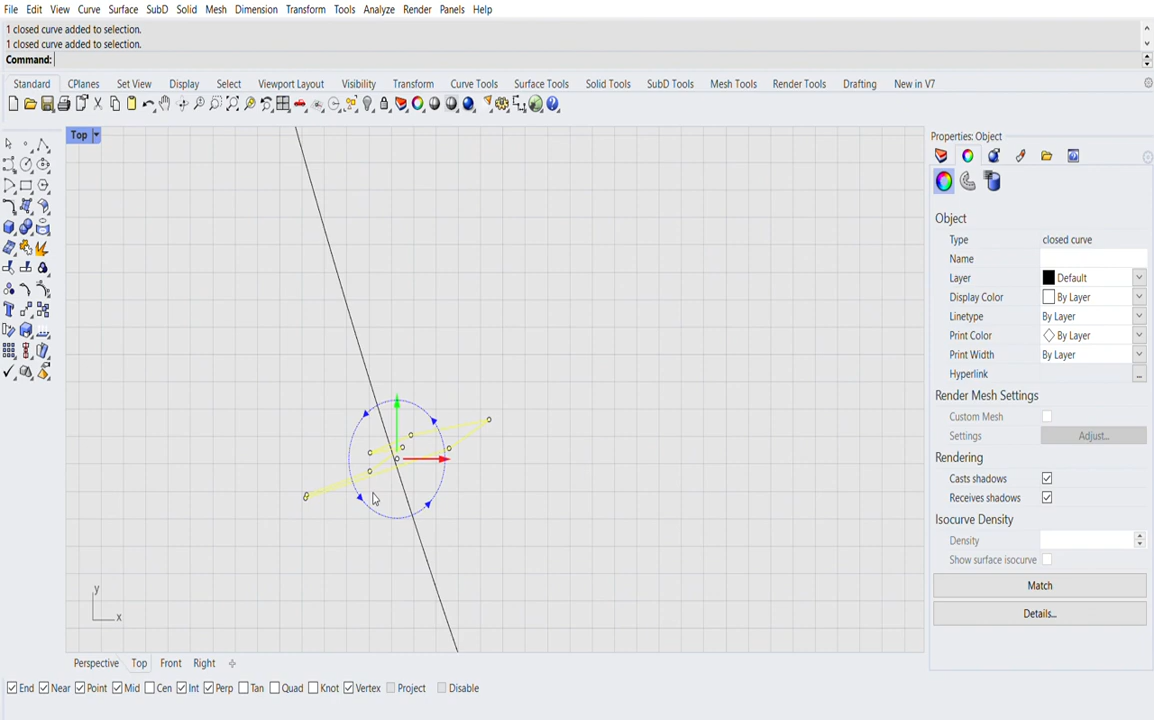 File Edit View Curve Surface SubD Solid Mesh Dimension Transform Tools Analyze Render Panels Help
1 closed curve added to selection.
1 closed curve added to selection.
Command:
Standard CPlanes Set View Display Select Viewport Layout Visibility Transform Curve Tools Surface Tools Solid Tools SubD Tools Mesh Tools Render Tools Drafting New in V7
Top
Properties: Object
Object
Type closed curve
Name
Layer Default
Display Color By Layer
Linetype By Layer
Print Color By Layer
Print Width By Layer
Hyperlink ...
Render Mesh Settings
Custom Mesh
Settings Adjust...
Rendering
Casts shadows
Receives shadows
Isocurve Density
Density
Show surface isocurve
Match
Details...
y
x
Perspective Top Front Right
End Near Point Mid Cen Int Perp Tan Quad Knot Vertex Project Disable